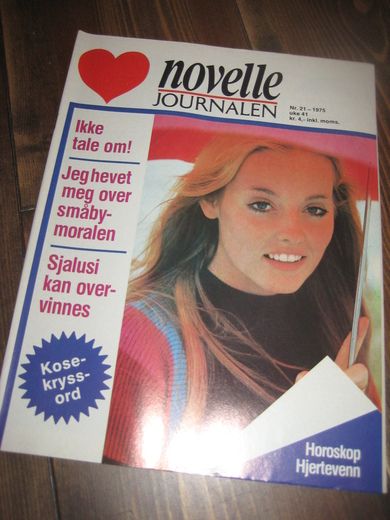 novelle
JOURNALEN
Nr. 21 – 1975
uke 41
kr. 4,- inkl. moms.
Ikke
tale om!
Jeg hevet
meg over
småby-
moralen
Sjalusi
kan over-
vinnes
Kose-
kryss-
ord
Horoskop
Hjertevenn